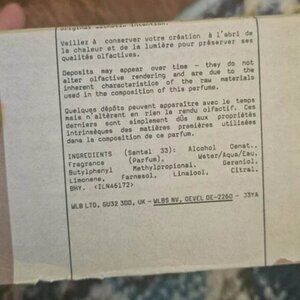 original aesthetic intention.
Veillez à conserver votre création à l'abri de
la chaleur et de la lumière pour préserver ses
qualités olfactives.
Deposits may appear over time – they do not
alter olfactive rendering and are due to the
inherent characteristics of the raw materials
used in the composition of this perfume.
Quelques dépôts peuvent apparaître avec le temps
mais n'altèrent en rien le rendu olfactif. Ces
derniers sont simplement dûs aux propriétés
intrinsèques des matières premières utilisées
dans la composition de ce parfum.
INGREDIENTS (Santal 33): Alcohol Denat.,
Fragrance (Parfum), Water/Aqua/Eau,
Butylphenyl Methylpropional, Geraniol,
Limonene, Farnesol, Linalool, Citral,
BHT. <ILN46172>
WLB LTD, GU32 3QG, UK – WLBS NV, OEVEL OE-2260 – J3YA